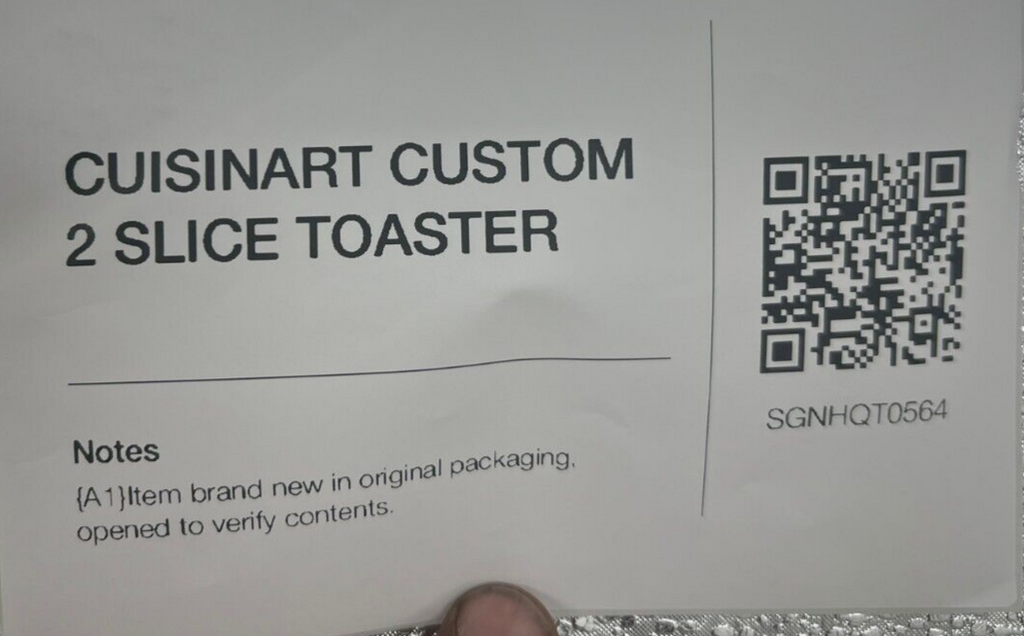 CUISINART CUSTOM
2 SLICE TOASTER
Notes
{A1}Item brand new in original packaging,
opened to verify contents.
SGNHQT0564